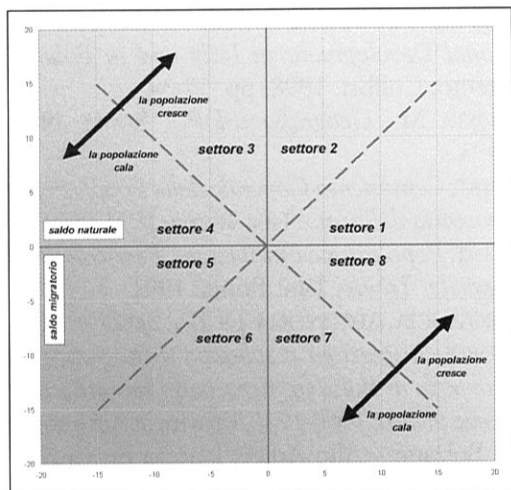 20
15
la popolazione
cresce
la popolazione
cala
settore 3
settore 2
10
5
saldo naturale
settore 4
settore 1
0
settore 5
settore 8
saldo migratorio
-5
settore 6
settore 7
-10
la popolazione
cresce
-15
la popolazione
cala
-20
-20
-15
-10
-5
0
5
10
15
20